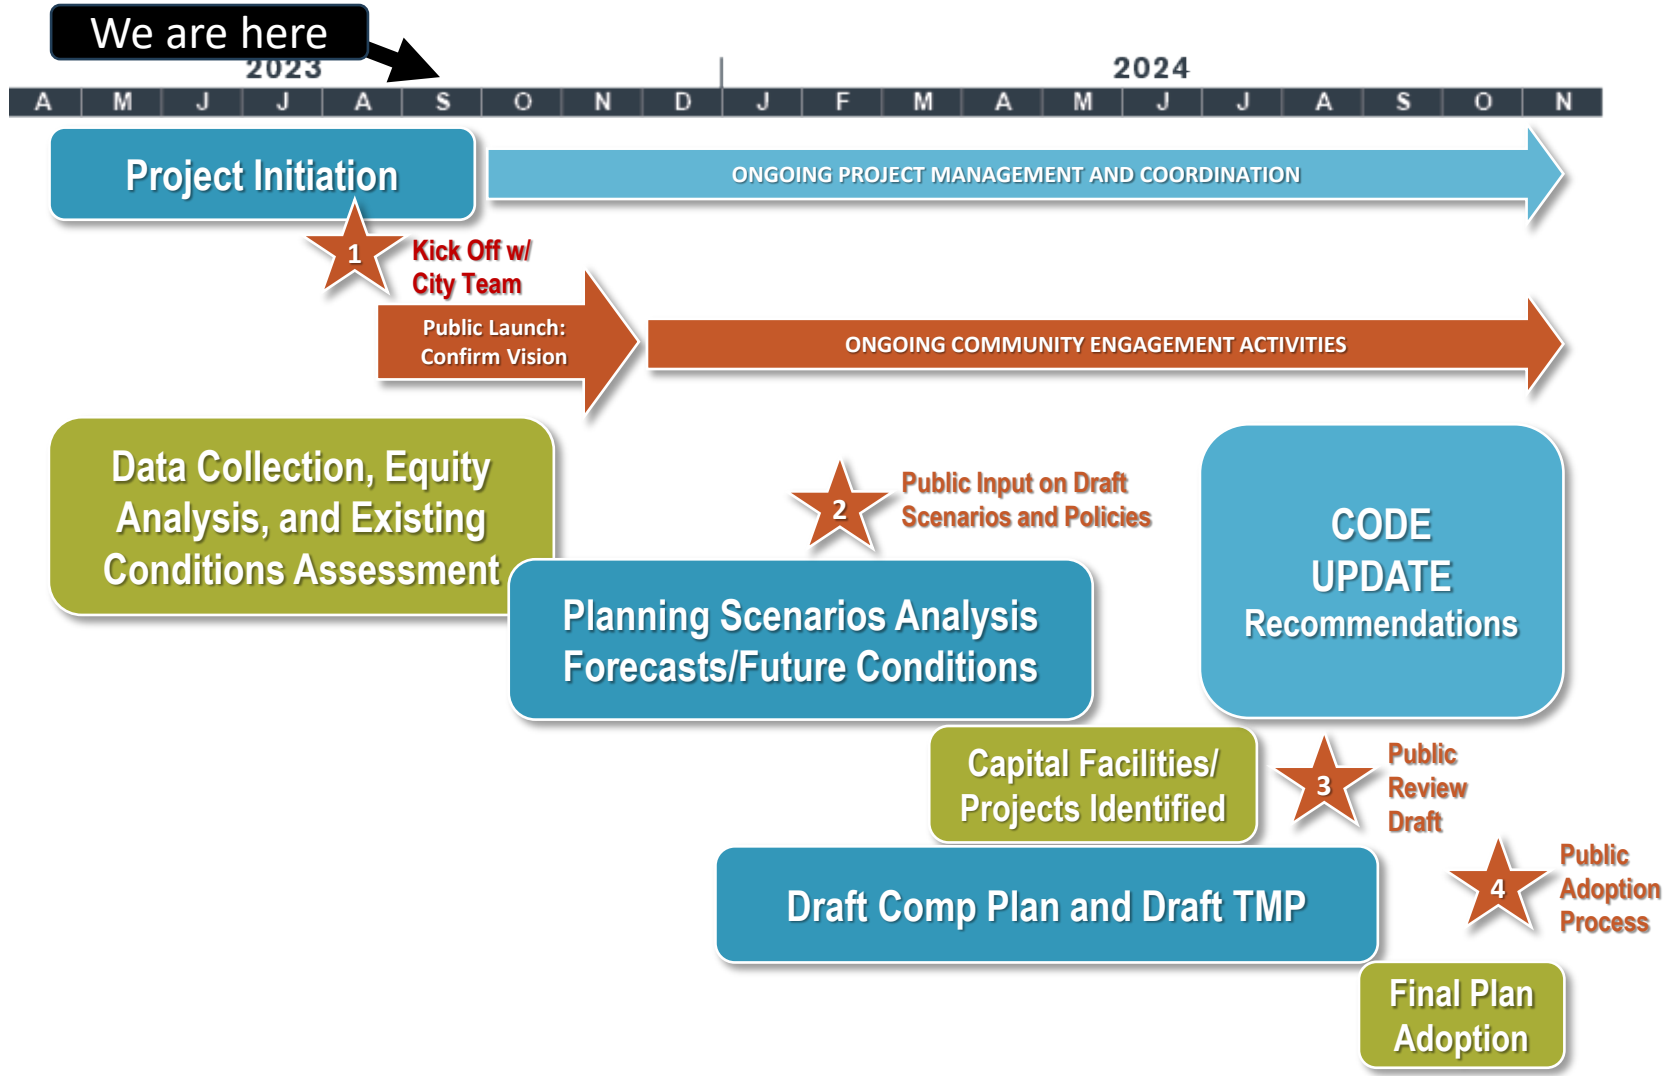 We are here
2023
2024
A M J J A S O N D J F M A M J J A S O N
Project Initiation
ONGOING PROJECT MANAGEMENT AND COORDINATION
1
Kick Off w/
City Team
Public Launch:
Confirm Vision
ONGOING COMMUNITY ENGAGEMENT ACTIVITIES
Data Collection, Equity
Analysis, and Existing
Conditions Assessment
2
Public Input on Draft
Scenarios and Policies
CODE
UPDATE
Recommendations
Planning Scenarios Analysis
Forecasts/Future Conditions
Capital Facilities/
Projects Identified
3
Public
Review
Draft
Draft Comp Plan and Draft TMP
4
Public
Adoption
Process
Final Plan
Adoption